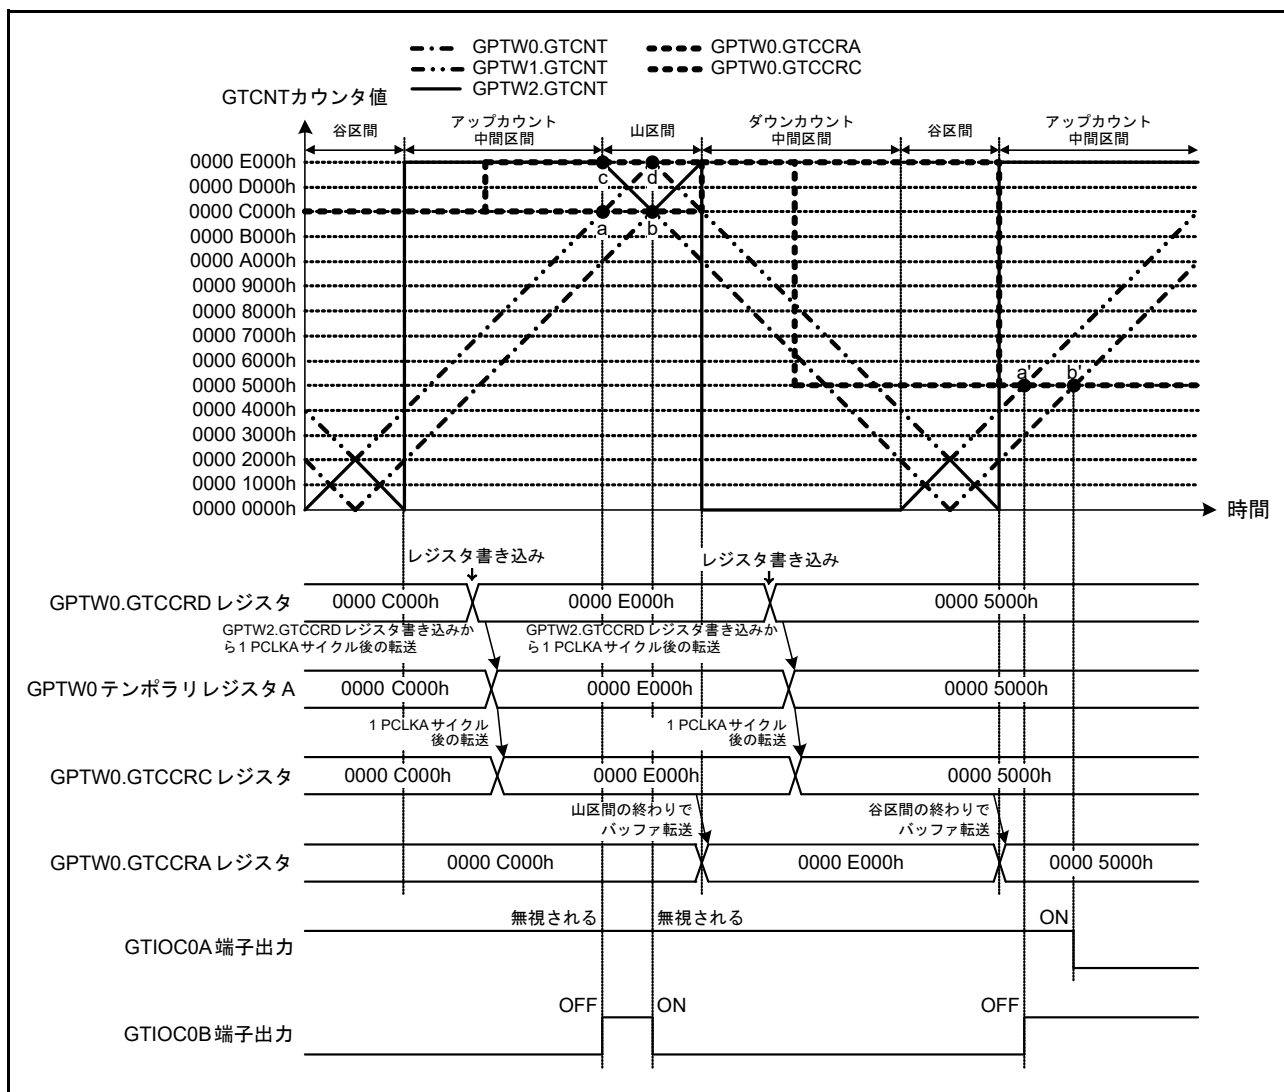 GPTW0.GTCNT
GPTW0.GTCCRA
GPTW1.GTCNT
GPTW0.GTCCRC
GPTW2.GTCNT
GTCNTカウンタ値
谷区間
アップカウント
中間区間
山区間
ダウンカウント
中間区間
谷区間
アップカウント
中間区間
0000 E000h
0000 D000h
0000 C000h
0000 B000h
0000 A000h
0000 9000h
0000 8000h
0000 7000h
0000 6000h
0000 5000h
0000 4000h
0000 3000h
0000 2000h
0000 1000h
0000 0000h
c
d
a
b
a'
b'
時間
レジスタ書き込み
レジスタ書き込み
GPTW0.GTCCRD レジスタ
0000 C000h
0000 E000h
0000 5000h
GPTW2.GTCCRD レジスタ書き込みか
ら1 PCLKAサイクル後の転送
GPTW2.GTCCRD レジスタ書き込みか
ら1 PCLKAサイクル後の転送
GPTW0 テンポラリレジスタ A
0000 C000h
0000 E000h
0000 5000h
1 PCLKAサイクル
後の転送
1 PCLKAサイクル
後の転送
GPTW0.GTCCRC レジスタ
0000 C000h
0000 E000h
0000 5000h
山区間の終わりで
バッファ転送
谷区間の終わりで
バッファ転送
GPTW0.GTCCRA レジスタ
0000 C000h
0000 E000h
0000 5000h
無視される
無視される
ON
GTIOC0A 端子出力
OFF
ON
OFF
GTIOC0B 端子出力